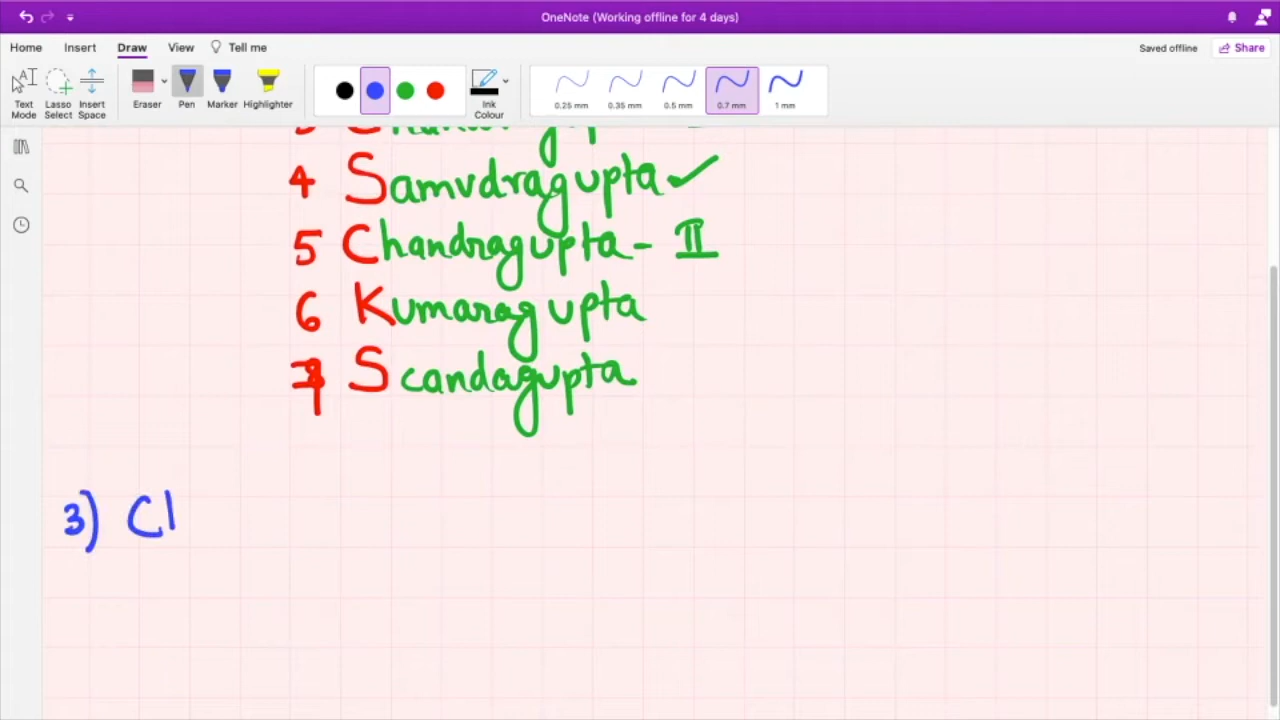 OneNote (Working offline for 4 days)
Home Insert Draw View Tell me
Saved offline Share
Text Mode
Lasso Select
Insert Space
Eraser
Pen
Marker
Highlighter
Ink Colour
0.25 mm 0.35 mm 0.5 mm 0.7 mm 1 mm
4 Samudragupta ✓
5 Chandragupta - II
6 Kumaragupta
7 Scandagupta
3) Cl